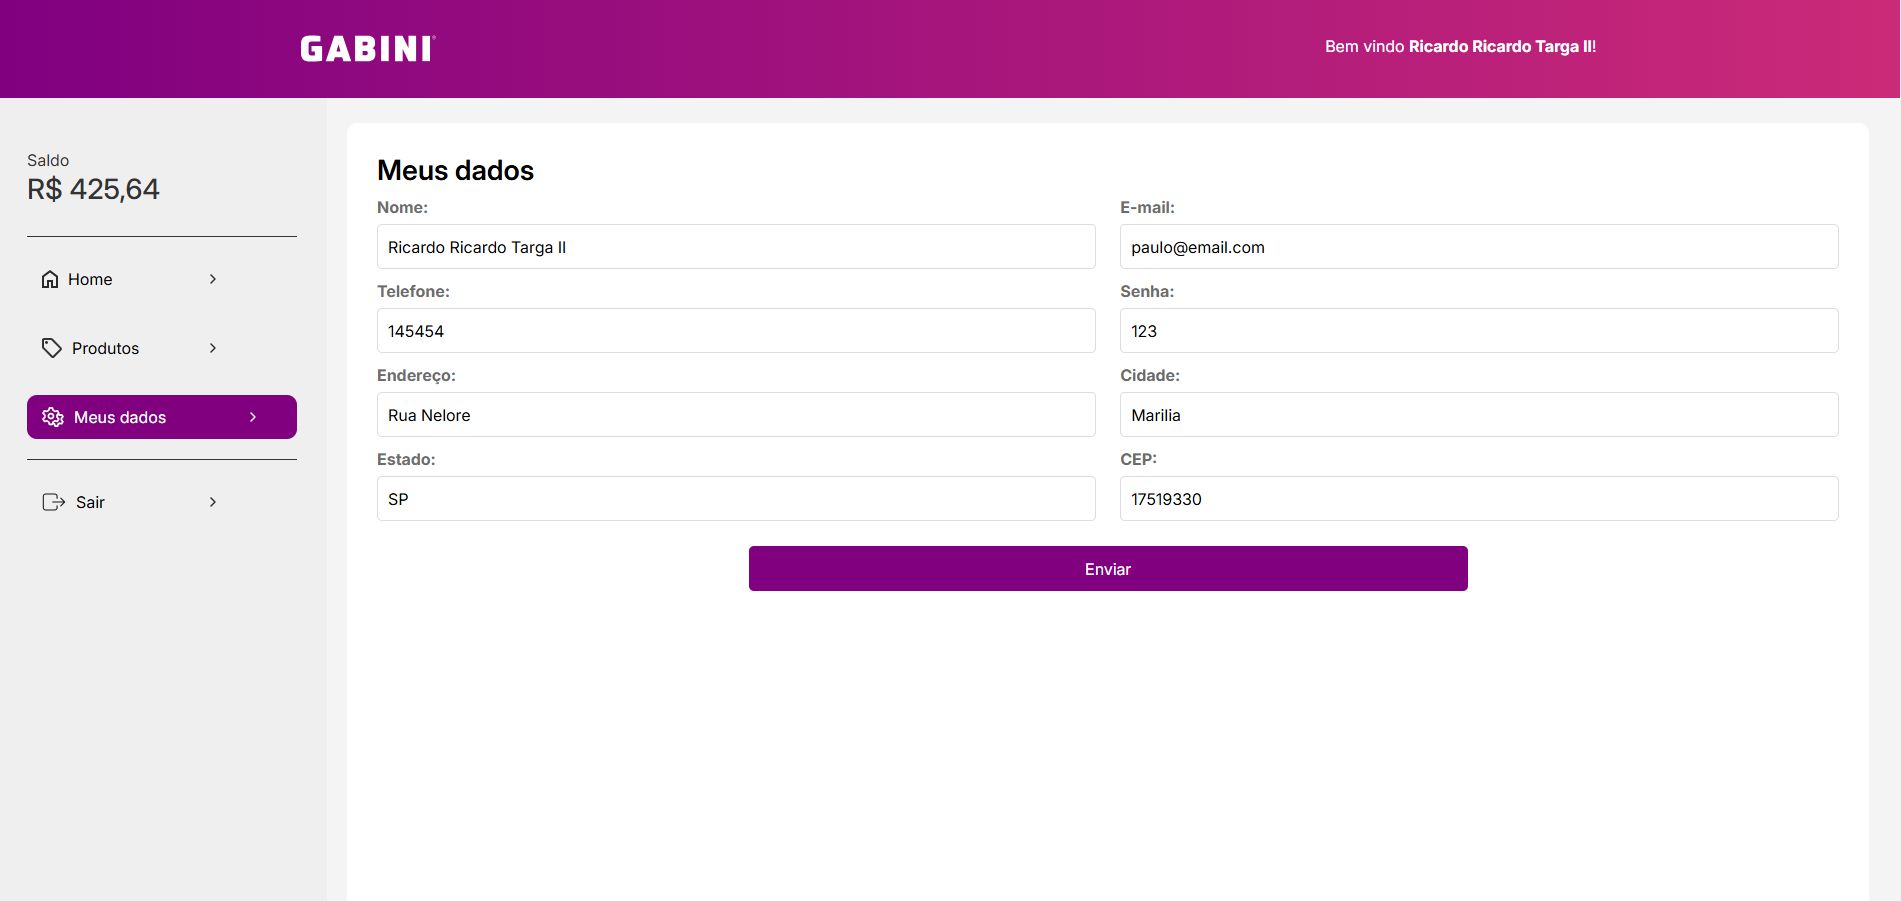 GABINI
Bem vindo Ricardo Ricardo Targa II!
Saldo
R$ 425,64
Home
Produtos
Meus dados
Sair
Meus dados
Nome:
Ricardo Ricardo Targa II
E-mail:
paulo@email.com
Telefone:
145454
Senha:
123
Endereço:
Rua Nelore
Cidade:
Marilia
Estado:
SP
CEP:
17519330
Enviar